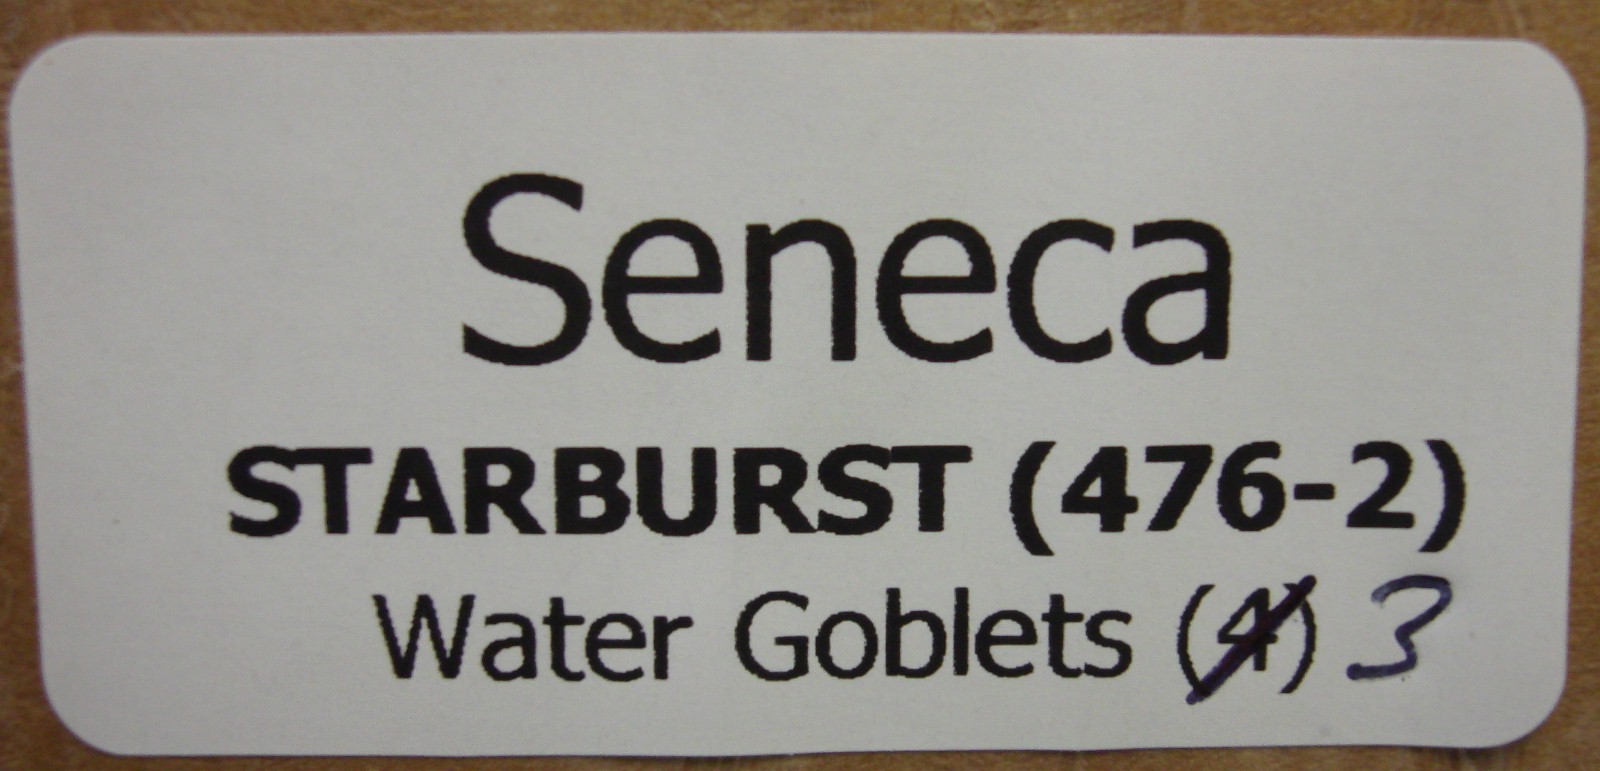 Seneca
STARBURST (476-2)
Water Goblets (4) 3